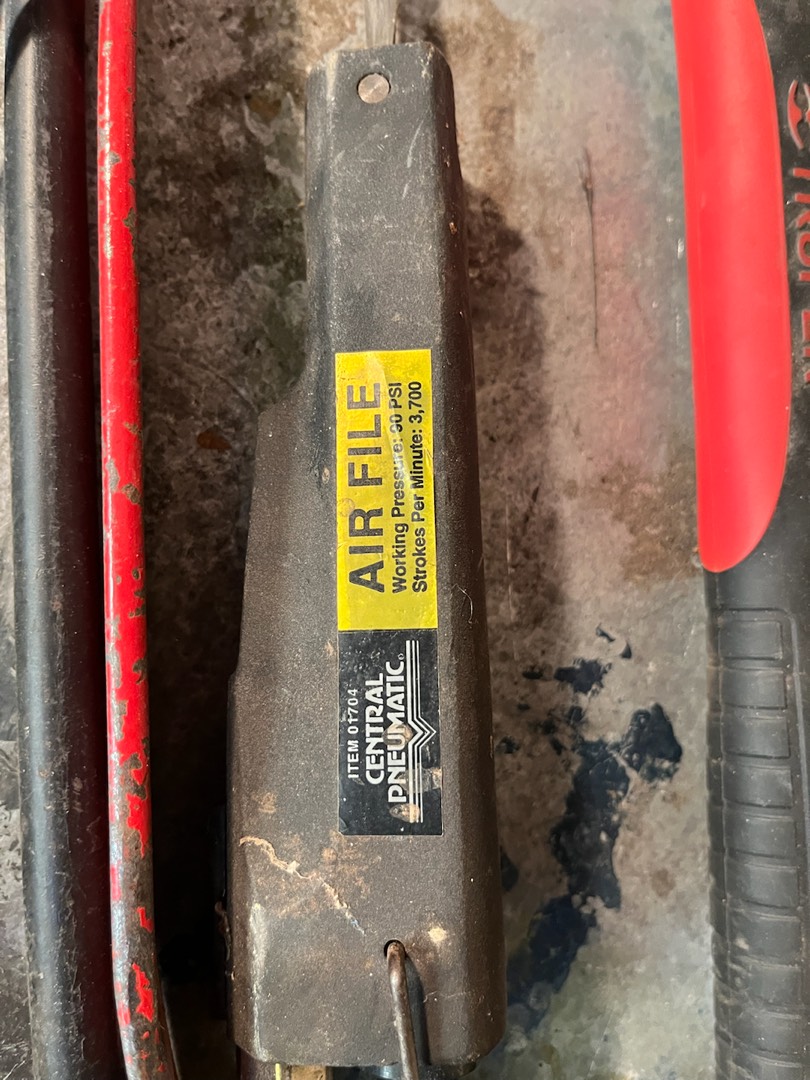 AIR FILE
Working Pressure: 90 PSI
Strokes Per Minute: 3,700
ITEM 01704
CENTRAL
PNEUMATIC®